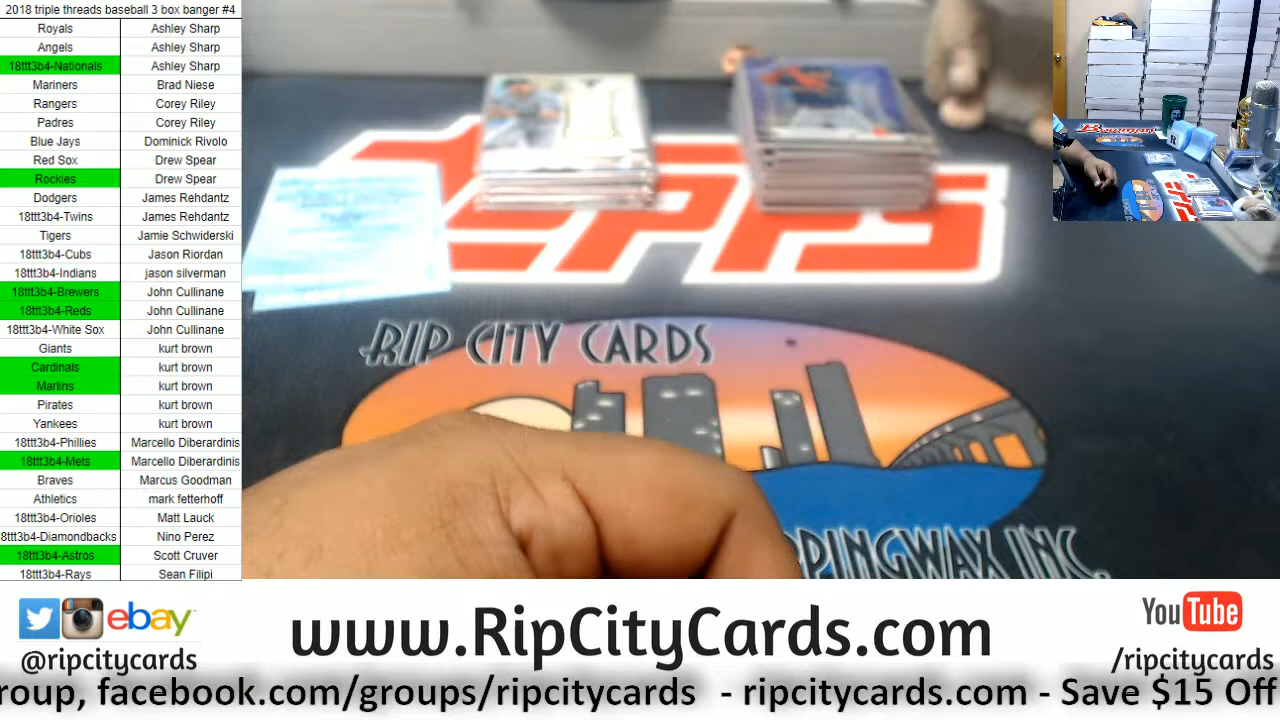 2018 triple threads baseball 3 box banger #4
Royals Ashley Sharp
Angels Ashley Sharp
18ttt3b4-Nationals Ashley Sharp
Mariners Brad Niese
Rangers Corey Riley
Padres Corey Riley
Blue Jays Dominick Rivolo
Red Sox Drew Spear
Rockies Drew Spear
Dodgers James Rehdantz
18ttt3b4-Twins James Rehdantz
Tigers Jamie Schwiderski
18ttt3b4-Cubs Jason Riordan
18ttt3b4-Indians jason silverman
18ttt3b4-Brewers John Cullinane
18ttt3b4-Reds John Cullinane
18ttt3b4-White Sox John Cullinane
Giants kurt brown
Cardinals kurt brown
Marlins kurt brown
Pirates kurt brown
Yankees kurt brown
18ttt3b4-Phillies Marcello Diberardinis
18ttt3b4-Mets Marcello Diberardinis
Braves Marcus Goodman
Athletics mark fetterhoff
18ttt3b4-Orioles Matt Lauck
8ttt3b4-Diamondbacks Nino Perez
18ttt3b4-Astros Scott Cruver
18ttt3b4-Rays Sean Filipi
TOPPS
RIP CITY CARDS
PPINGWAX INC.
BOWMAN
ebay
@ripcitycards
www.RipCityCards.com
YouTube
/ripcitycards
roup, facebook.com/groups/ripcitycards - ripcitycards.com - Save $15 Off